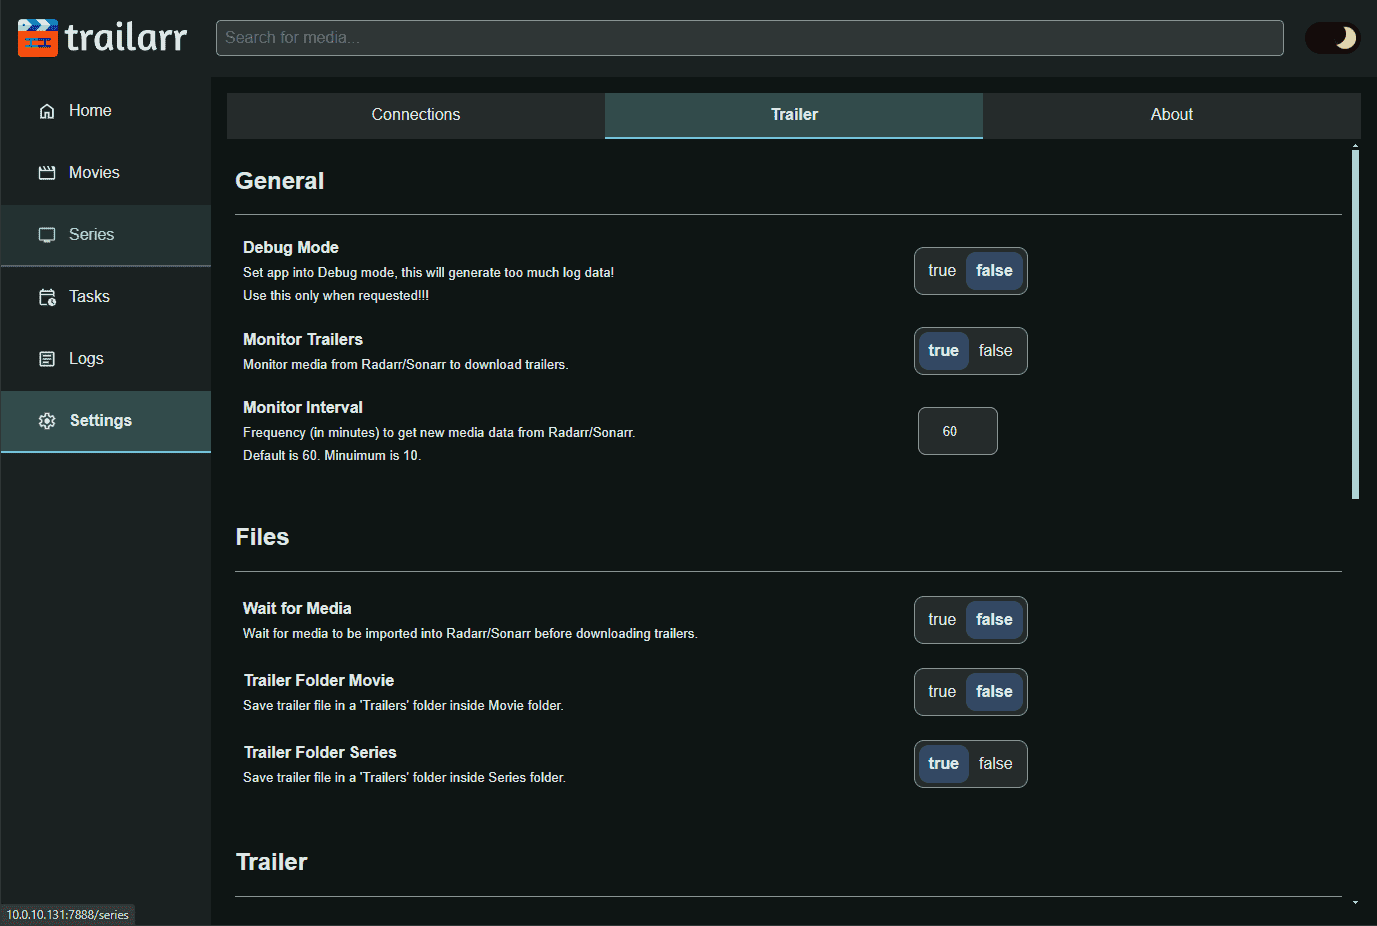 trailarr
Search for media...
Home
Movies
Series
Tasks
Logs
Settings
Connections
Trailer
About
General
Debug Mode
Set app into Debug mode, this will generate too much log data!
Use this only when requested!!!
true false
Monitor Trailers
Monitor media from Radarr/Sonarr to download trailers.
true false
Monitor Interval
Frequency (in minutes) to get new media data from Radarr/Sonarr.
Default is 60. Minuimum is 10.
60
Files
Wait for Media
Wait for media to be imported into Radarr/Sonarr before downloading trailers.
true false
Trailer Folder Movie
Save trailer file in a 'Trailers' folder inside Movie folder.
true false
Trailer Folder Series
Save trailer file in a 'Trailers' folder inside Series folder.
true false
Trailer
10.0.10.131:7888/series